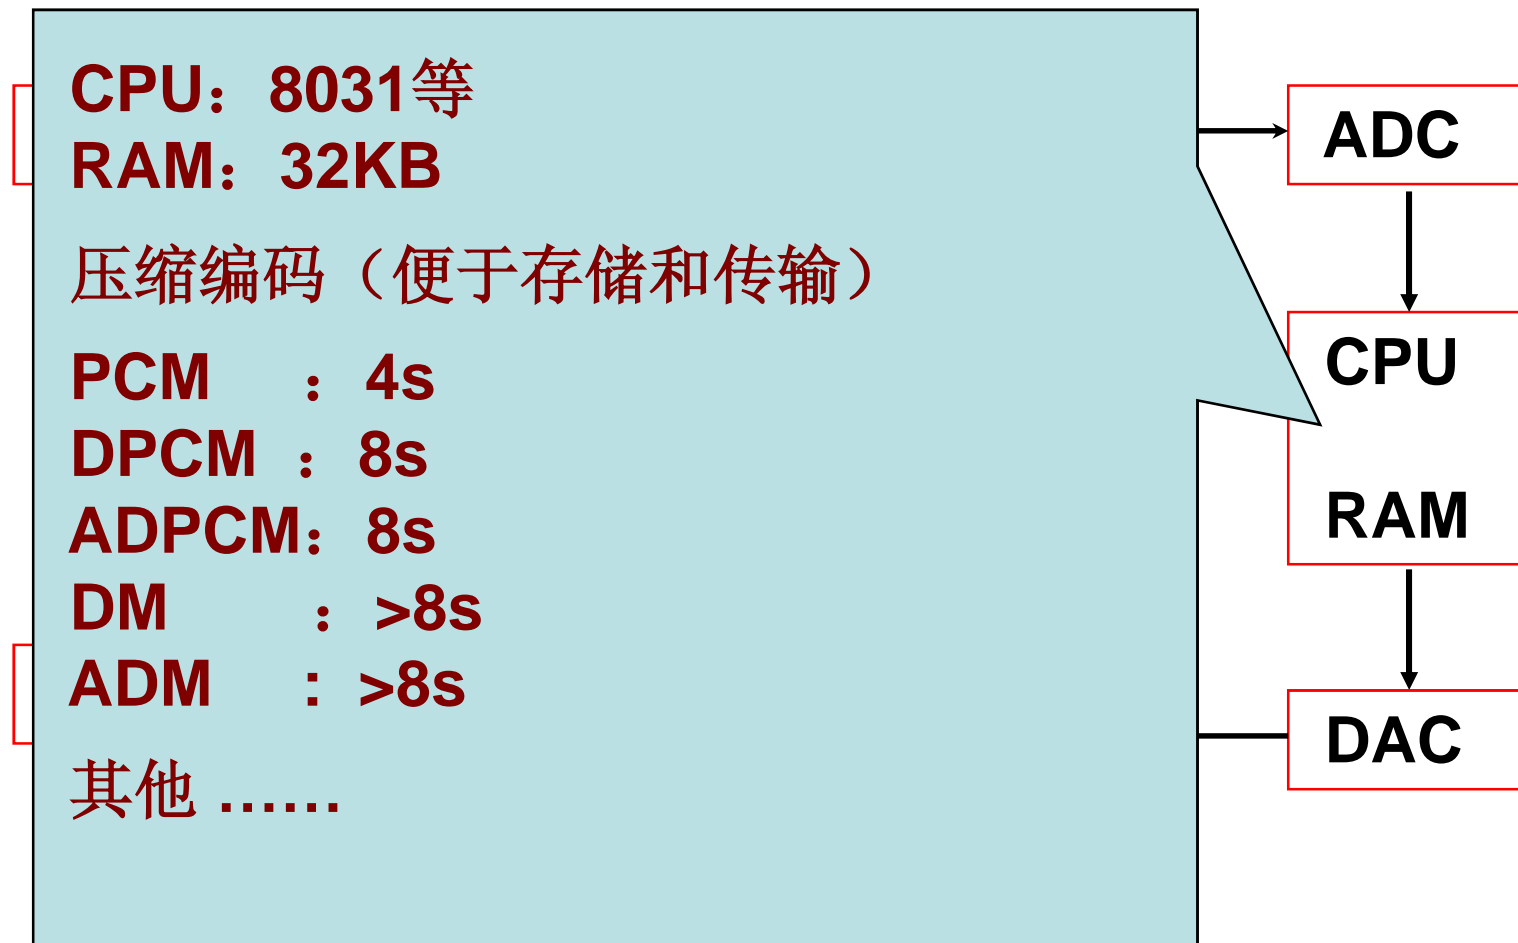 CPU：8031等
RAM：32KB
压缩编码（便于存储和传输）
PCM ：4s
DPCM ：8s
ADPCM：8s
DM ：>8s
ADM ：>8s
其他 ……
ADC
CPU
RAM
DAC